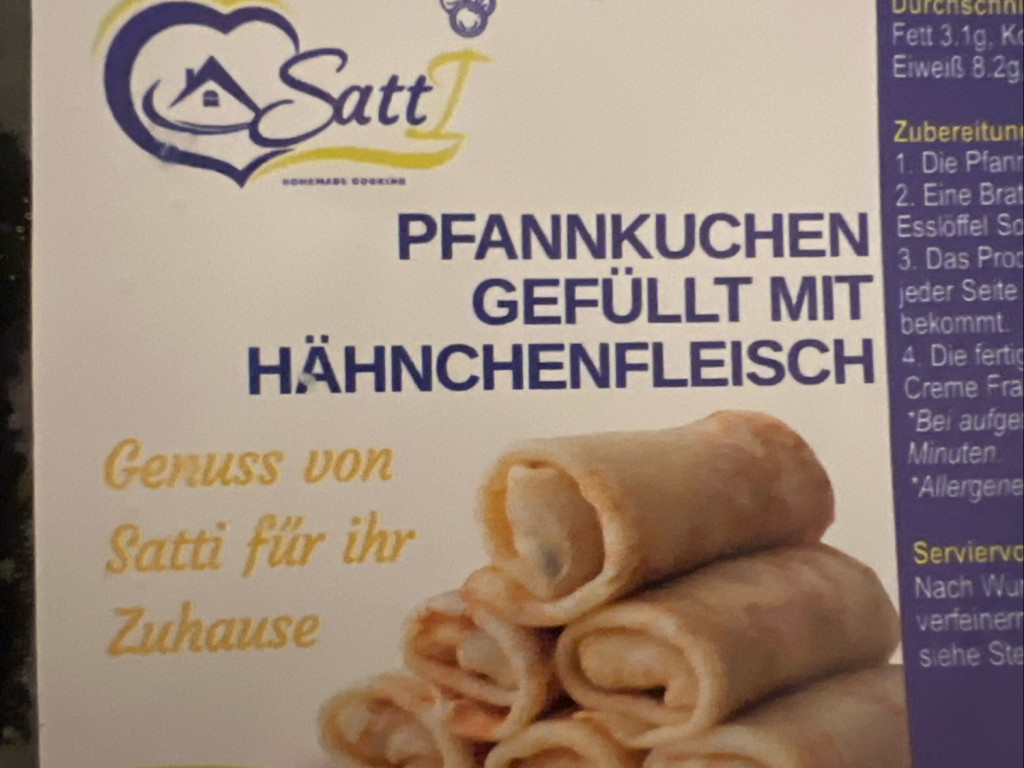 SattI
HOMEMADE COOKING
PFANNKUCHEN
GEFÜLLT MIT
HÄHNCHENFLEISCH
Genuss von
Satti für ihr
Zuhause
Durchschni
Fett 3.1g, Ko
Eiweiß 8.2g
Zubereitung
1. Die Pfann
2. Eine Brat
Esslöffel So
3. Das Prod
jeder Seite
bekommt.
4. Die fertig
Creme Fra
*Bei aufge
Minuten
*Allergene
Serviervo
Nach Wun
verfeinern
siehe Ste